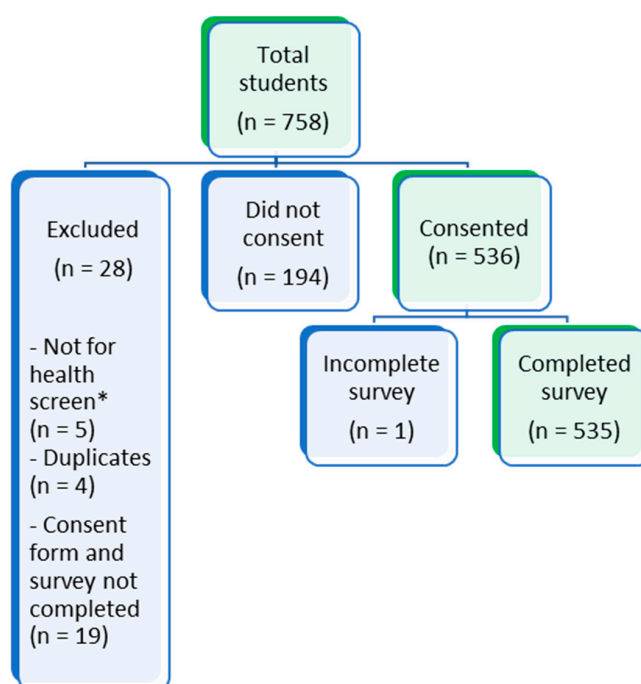 Total
students
(n = 758)
Excluded
(n = 28)
- Not for
health
screen*
(n = 5)
- Duplicates
(n = 4)
- Consent
form and
survey not
completed
(n = 19)
Did not
consent
(n = 194)
Consented
(n = 536)
Incomplete
survey
(n = 1)
Completed
survey
(n = 535)